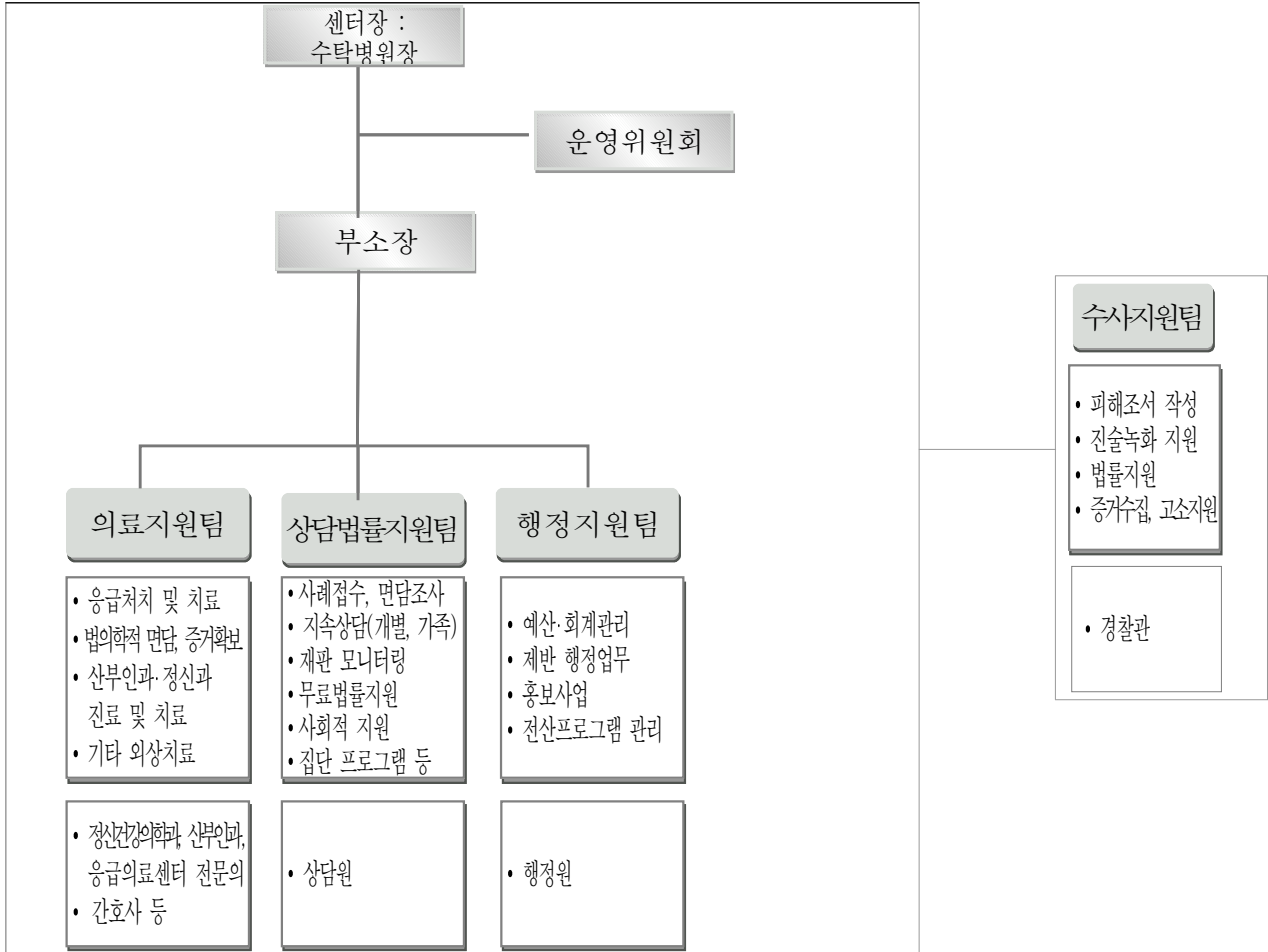 센터장 :
수탁병원장
운영위원회
부소장
의료지원팀
• 응급처치 및 치료
• 법의학적 면담, 증거확보
• 산부인과·정신과
진료 및 치료
• 기타 외상치료
• 정신건강의학과, 산부인과,
응급의료센터 전문의
• 간호사 등
상담법률지원팀
• 사례접수, 면담조사
• 지속상담(개별, 가족)
• 재판 모니터링
• 무료법률지원
• 사회적 지원
• 집단 프로그램 등
• 상담원
행정지원팀
• 예산·회계관리
• 제반 행정업무
• 홍보사업
• 전산프로그램 관리
• 행정원
수사지원팀
• 피해조서 작성
• 진술녹화 지원
• 법률지원
• 증거수집, 고소지원
• 경찰관